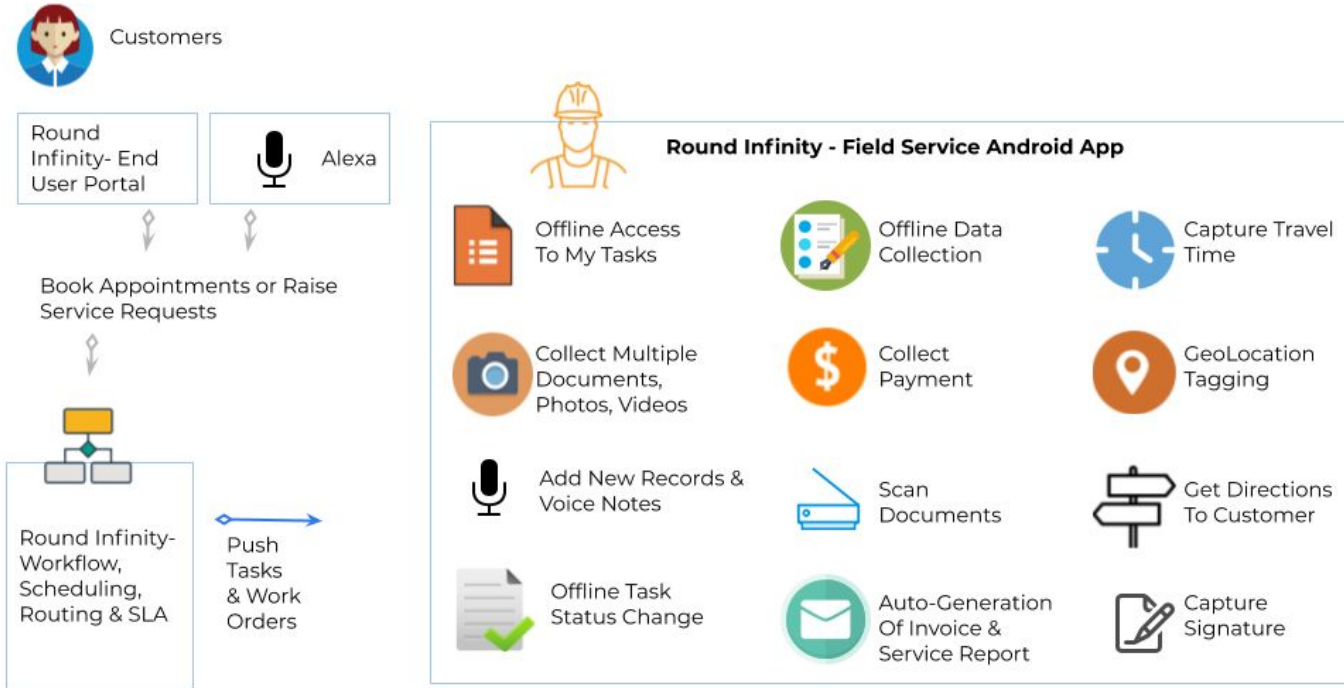 Customers
Round
Infinity- End
User Portal
Alexa
Book Appointments or Raise
Service Requests
Round Infinity-
Workflow,
Scheduling,
Routing & SLA
Push
Tasks
& Work
Orders
Round Infinity - Field Service Android App
Offline Access
To My Tasks
Offline Data
Collection
Capture Travel
Time
Collect Multiple
Documents,
Photos, Videos
Collect
Payment
GeoLocation
Tagging
Add New Records &
Voice Notes
Scan
Documents
Get Directions
To Customer
Offline Task
Status Change
Auto-Generation
Of Invoice &
Service Report
Capture
Signature